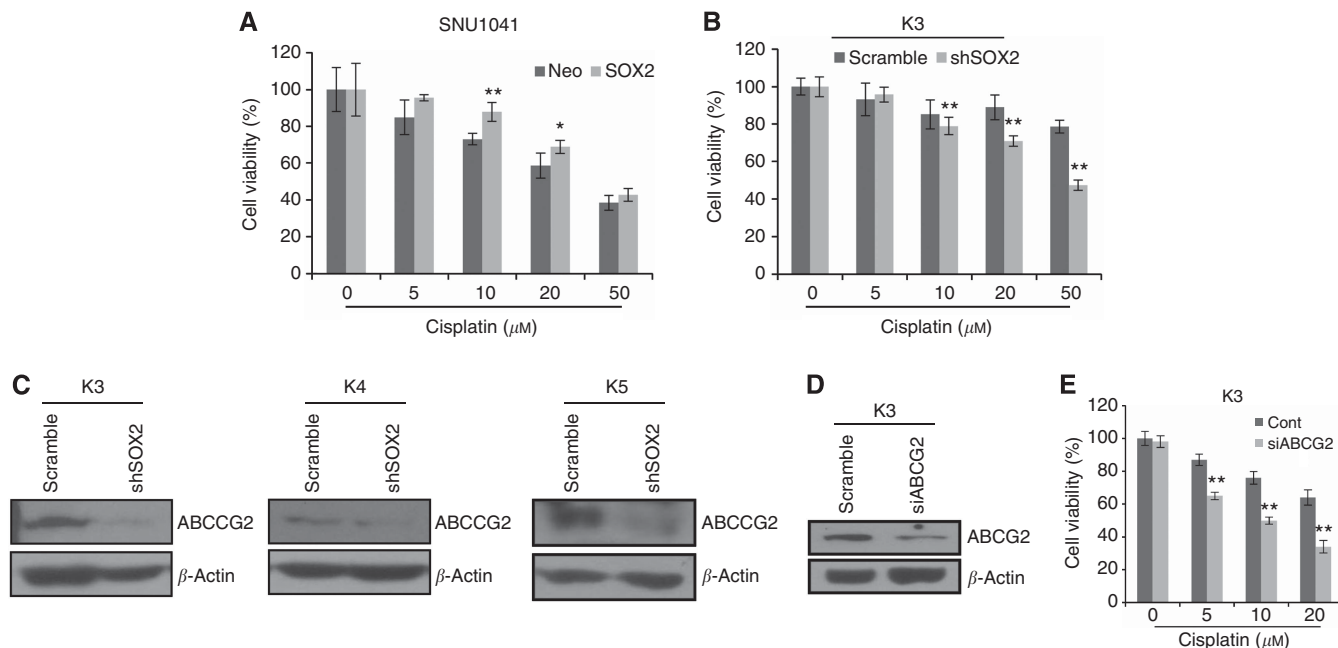 A
SNU1041
Cell viability (%)
120
100
80
60
40
20
0
Neo SOX2
**
*
0 5 10 20 50
Cisplatin (μM)
B
K3
Cell viability (%)
120
100
80
60
40
20
0
Scramble shSOX2
**
**
**
0 5 10 20 50
Cisplatin (μM)
C
K3
Scramble
shSOX2
ABCCG2
β-Actin
K4
Scramble
shSOX2
ABCCG2
β-Actin
K5
Scramble
shSOX2
ABCCG2
β-Actin
D
K3
Scramble
siABCG2
ABCG2
β-Actin
E
K3
Cell viability (%)
120
100
80
60
40
20
0
Cont
siABCG2
**
**
**
0 5 10 20
Cisplatin (μM)